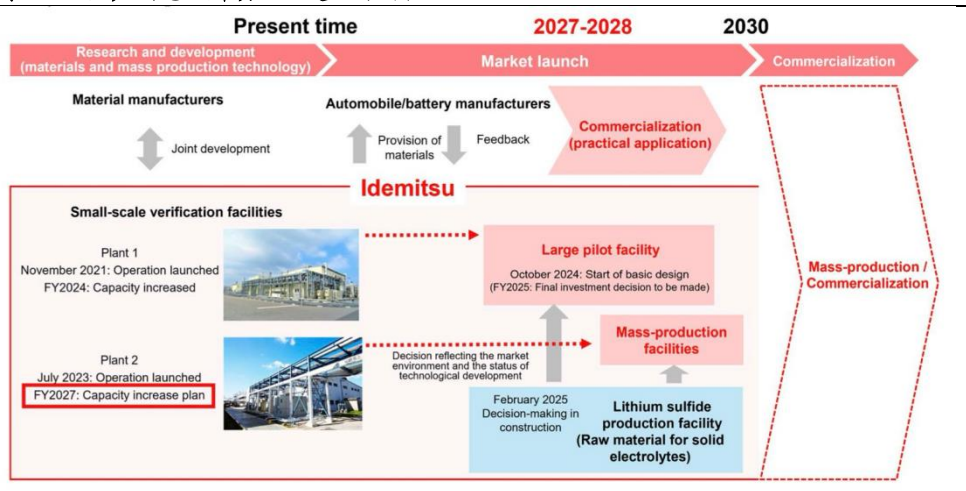 Present time
2027-2028
2030
Research and development
(materials and mass production technology)
Market launch
Commercialization
Material manufacturers
Joint development
Automobile/battery manufacturers
Provision of
materials
Feedback
Commercialization
(practical application)
Idemitsu
Small-scale verification facilities
Plant 1
November 2021: Operation launched
FY2024: Capacity increased
Large pilot facility
October 2024: Start of basic design
(FY2025: Final investment decision to be made)
Mass-production /
Commercialization
Plant 2
July 2023: Operation launched
FY2027: Capacity increase plan
Decision reflecting the market
environment and the status of
technological development
Mass-production
facilities
February 2025
Decision-making in
construction
Lithium sulfide
production facility
(Raw material for solid
electrolytes)